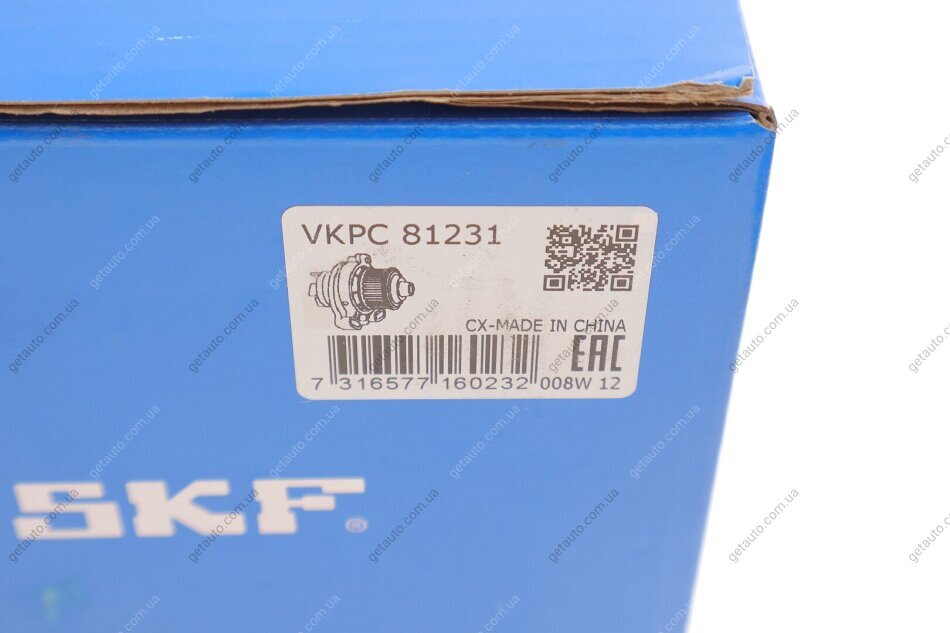 VKPC 81231
CX-MADE IN CHINA
EAC
7 316577 160232 008W 12
SKF®
getauto.com.ua